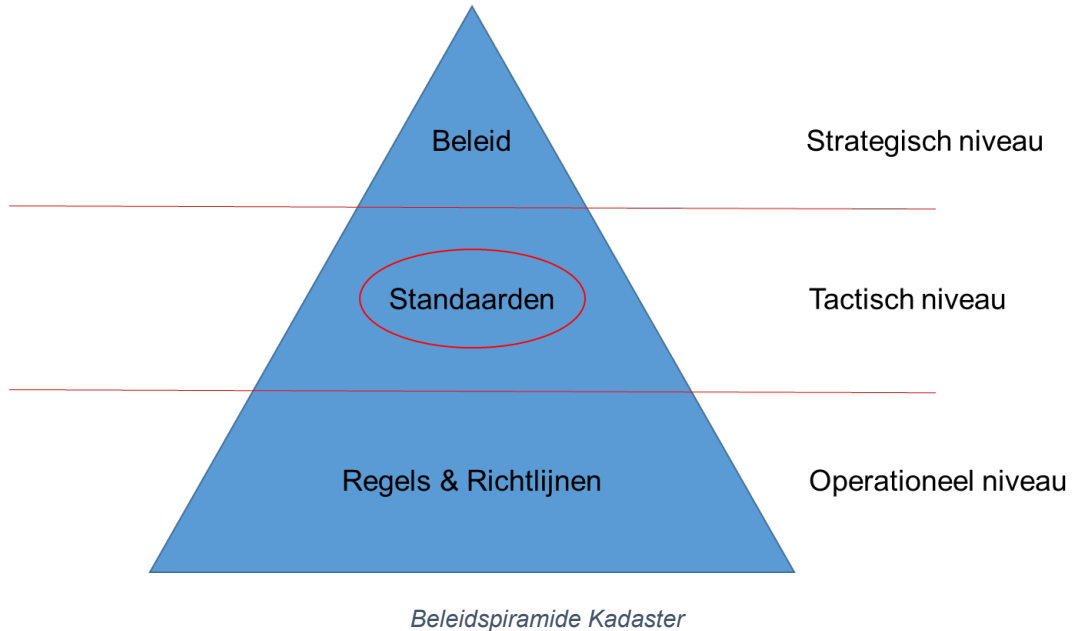 Beleid
Strategisch niveau
Standaarden
Tactisch niveau
Regels & Richtlijnen
Operationeel niveau
Beleidspiramide Kadaster